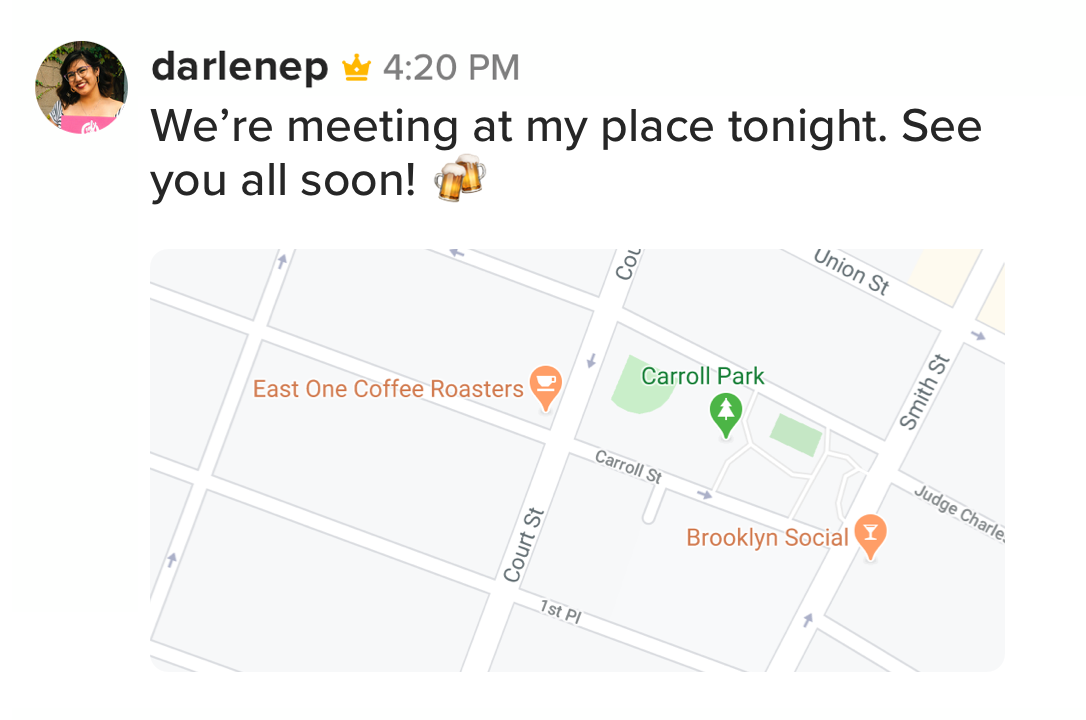 darlenep 4:20 PM
We’re meeting at my place tonight. See
you all soon! 🍻
Cou
Union St
East One Coffee Roasters
Carroll Park
Smith St
Carroll St
Judge Charle
Court St
Brooklyn Social
1st Pl